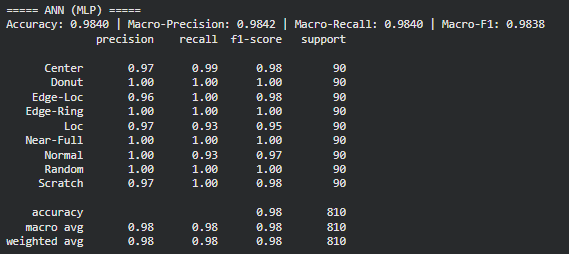 ===== ANN (MLP) =====
Accuracy: 0.9840 | Macro-Precision: 0.9842 | Macro-Recall: 0.9840 | Macro-F1: 0.9838
precision recall f1-score support
Center 0.97 0.99 0.98 90
Donut 1.00 1.00 1.00 90
Edge-Loc 0.96 1.00 0.98 90
Edge-Ring 1.00 1.00 1.00 90
Loc 0.97 0.93 0.95 90
Near-Full 1.00 1.00 1.00 90
Normal 1.00 0.93 0.97 90
Random 1.00 1.00 1.00 90
Scratch 0.97 1.00 0.98 90
accuracy 0.98 810
macro avg 0.98 0.98 0.98 810
weighted avg 0.98 0.98 0.98 810